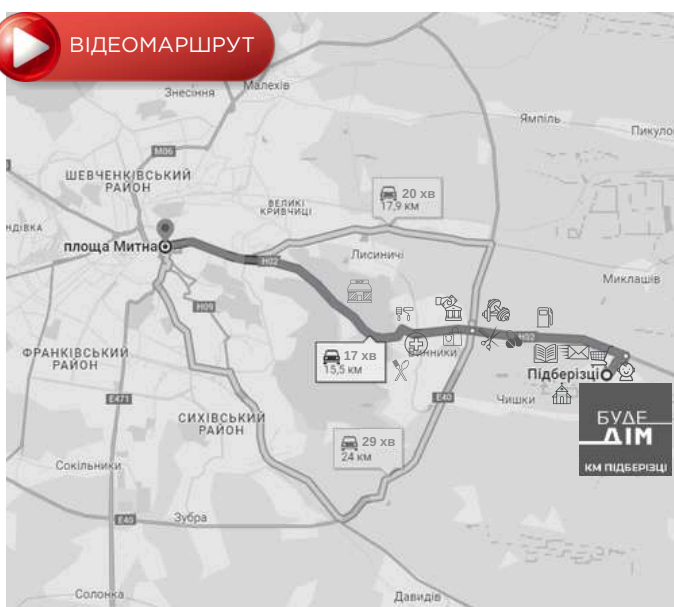 ВІДЕОМАРШРУТ
Знесіння
Малехів
Ямпіль
Пикуло
M06
ШЕВЧЕНКІВСЬКИЙ
РАЙОН
20 хв
17,9 км
ВЕЛИКІ
КРИВЧИЦІ
НДІВКА
площа Митна
H02
Лисиничі
Миклашів
H09
H02
17 хв
15,5 км
Винники
ФРАНКІВСЬКИЙ
РАЙОН
Підберізці
E471
E40
Чишки
СИХІВСЬКИЙ
РАЙОН
БУДЕ
ДІМ
КМ ПІДБЕРІЗЦІ
29 хв
24 км
Сокільники
E40
Зубра
Солонка
Давидів